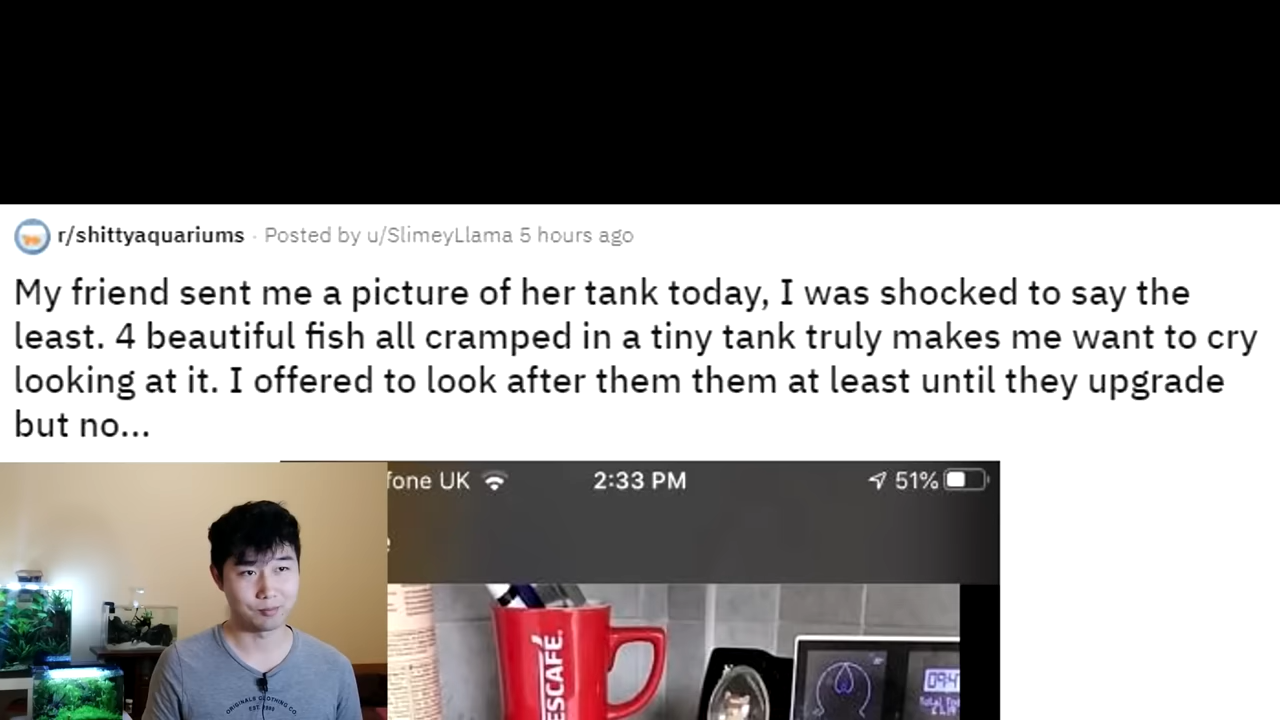 r/shittyaquariums · Posted by u/SlimeyLlama 5 hours ago
My friend sent me a picture of her tank today, I was shocked to say the
least. 4 beautiful fish all cramped in a tiny tank truly makes me want to cry
looking at it. I offered to look after them them at least until they upgrade
but no...
fone UK 2:33 PM 51%
ESCAFÉ.
ORIGINALS CLOTHING CO.